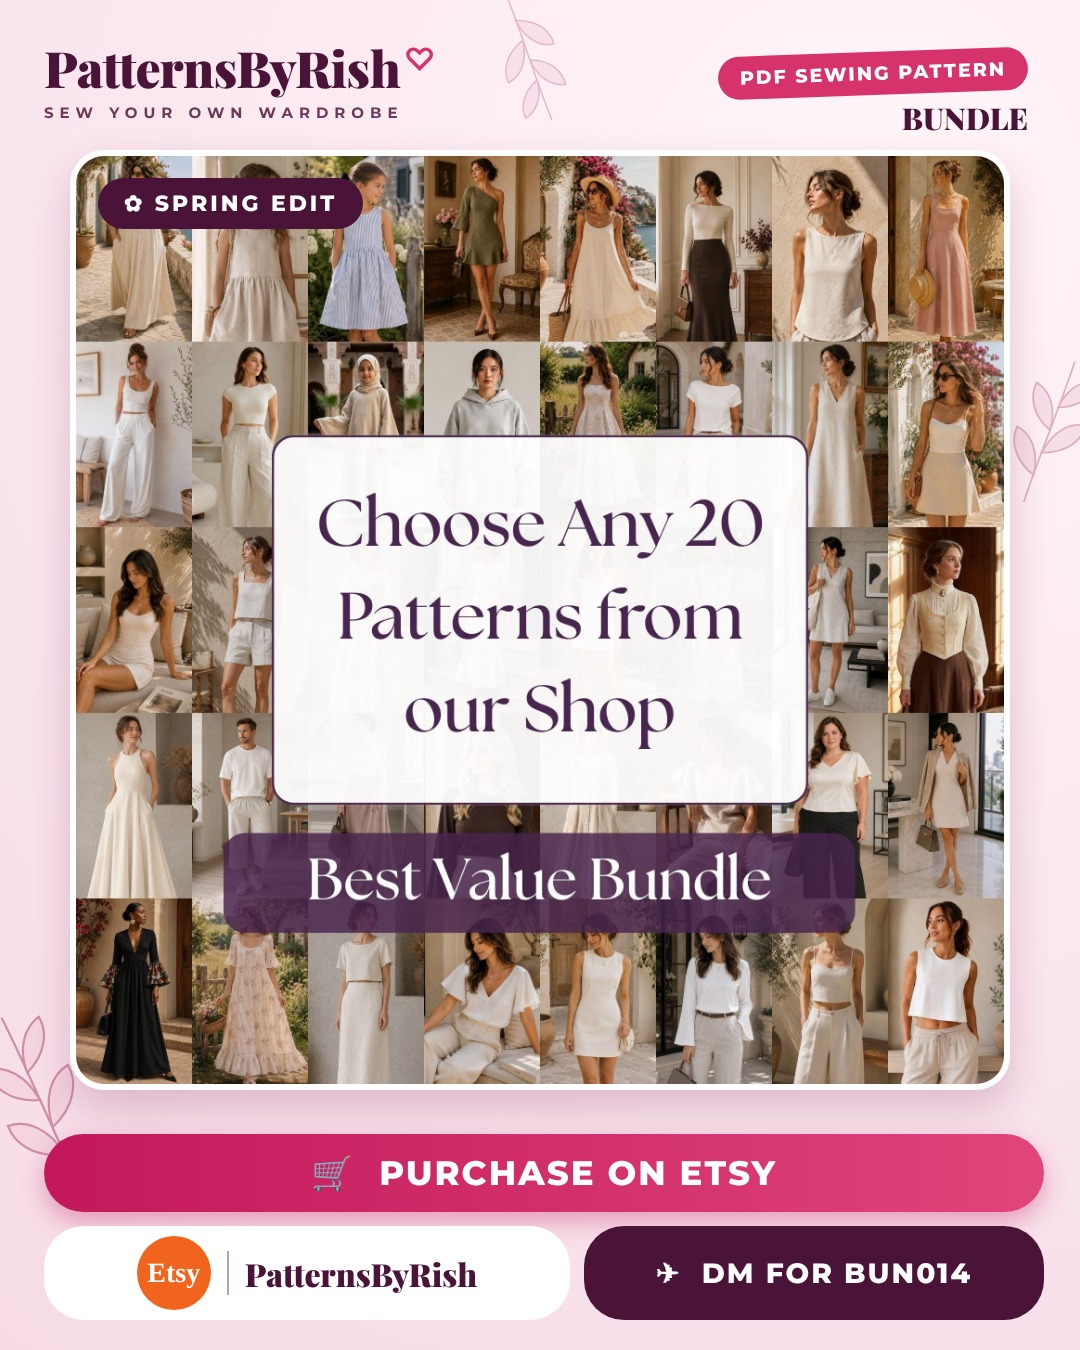 PatternsByRish
SEW YOUR OWN WARDROBE
PDF SEWING PATTERN
BUNDLE
SPRING EDIT
Choose Any 20
Patterns from
our Shop
Best Value Bundle
PURCHASE ON ETSY
Etsy
PatternsByRish
DM FOR BUN014